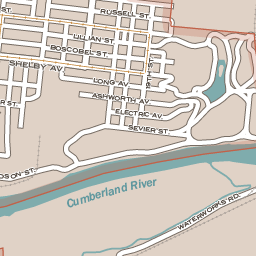 RUSSELL ST.
LILLIAN ST.
BOSCOBEL ST.
SHELBY AV.
LONG AV.
ASHWORTH AV.
ELECTRIC AV.
SEVIER ST.
ST.
Cumberland River
WATERWORKS RD.